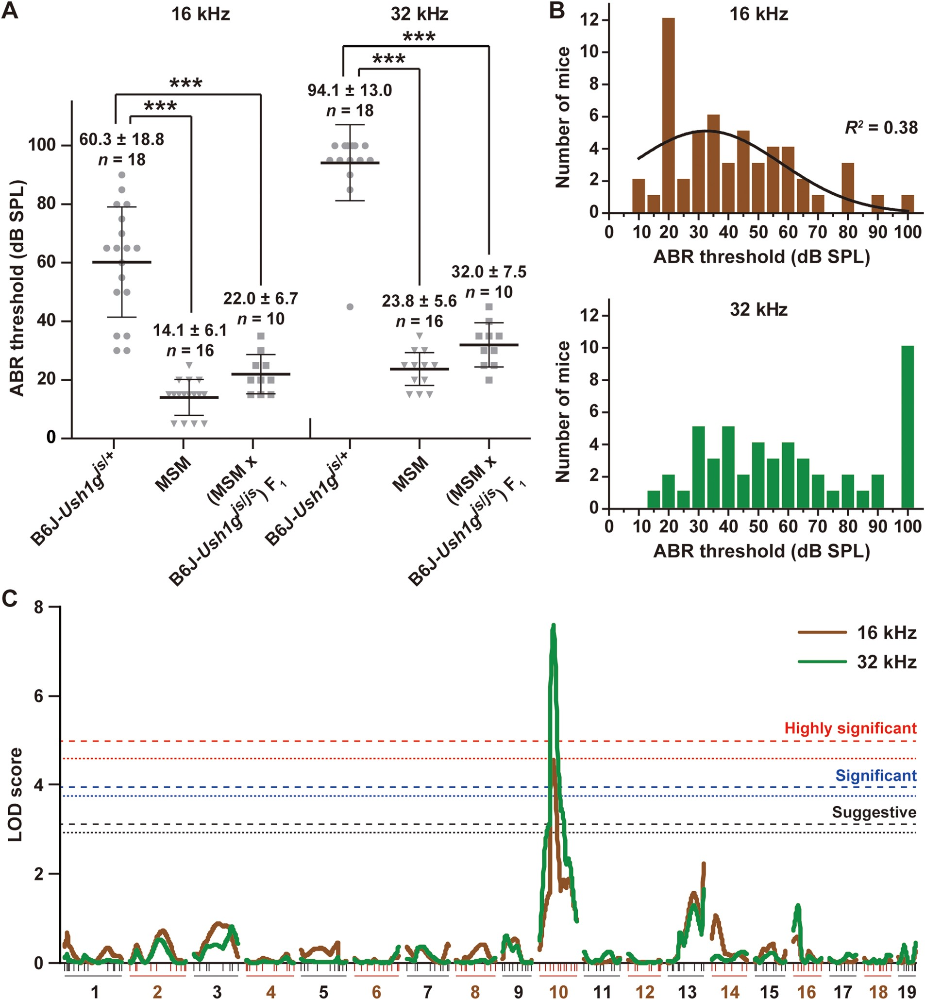 A
16 kHz
32 kHz
***
***
***
***
60.3 ± 18.8
n = 18
14.1 ± 6.1
n = 16
22.0 ± 6.7
n = 10
94.1 ± 13.0
n = 18
23.8 ± 5.6
n = 16
32.0 ± 7.5
n = 10
ABR threshold (dB SPL)
100
80
60
40
20
0
B6J-Ush1g js/+
MSM
(MSM x
B6J-Ush1g js/js) F1
B6J-Ush1g js/+
MSM
(MSM x
B6J-Ush1g js/js) F1
B
16 kHz
R² = 0.38
Number of mice
12
10
8
6
4
2
0
0 10 20 30 40 50 60 70 80 90 100
ABR threshold (dB SPL)
32 kHz
Number of mice
12
10
8
6
4
2
0
0 10 20 30 40 50 60 70 80 90 100
ABR threshold (dB SPL)
C
LOD score
8
6
4
2
0
16 kHz
32 kHz
Highly significant
Significant
Suggestive
1 2 3 4 5 6 7 8 9 10 11 12 13 14 15 16 17 18 19